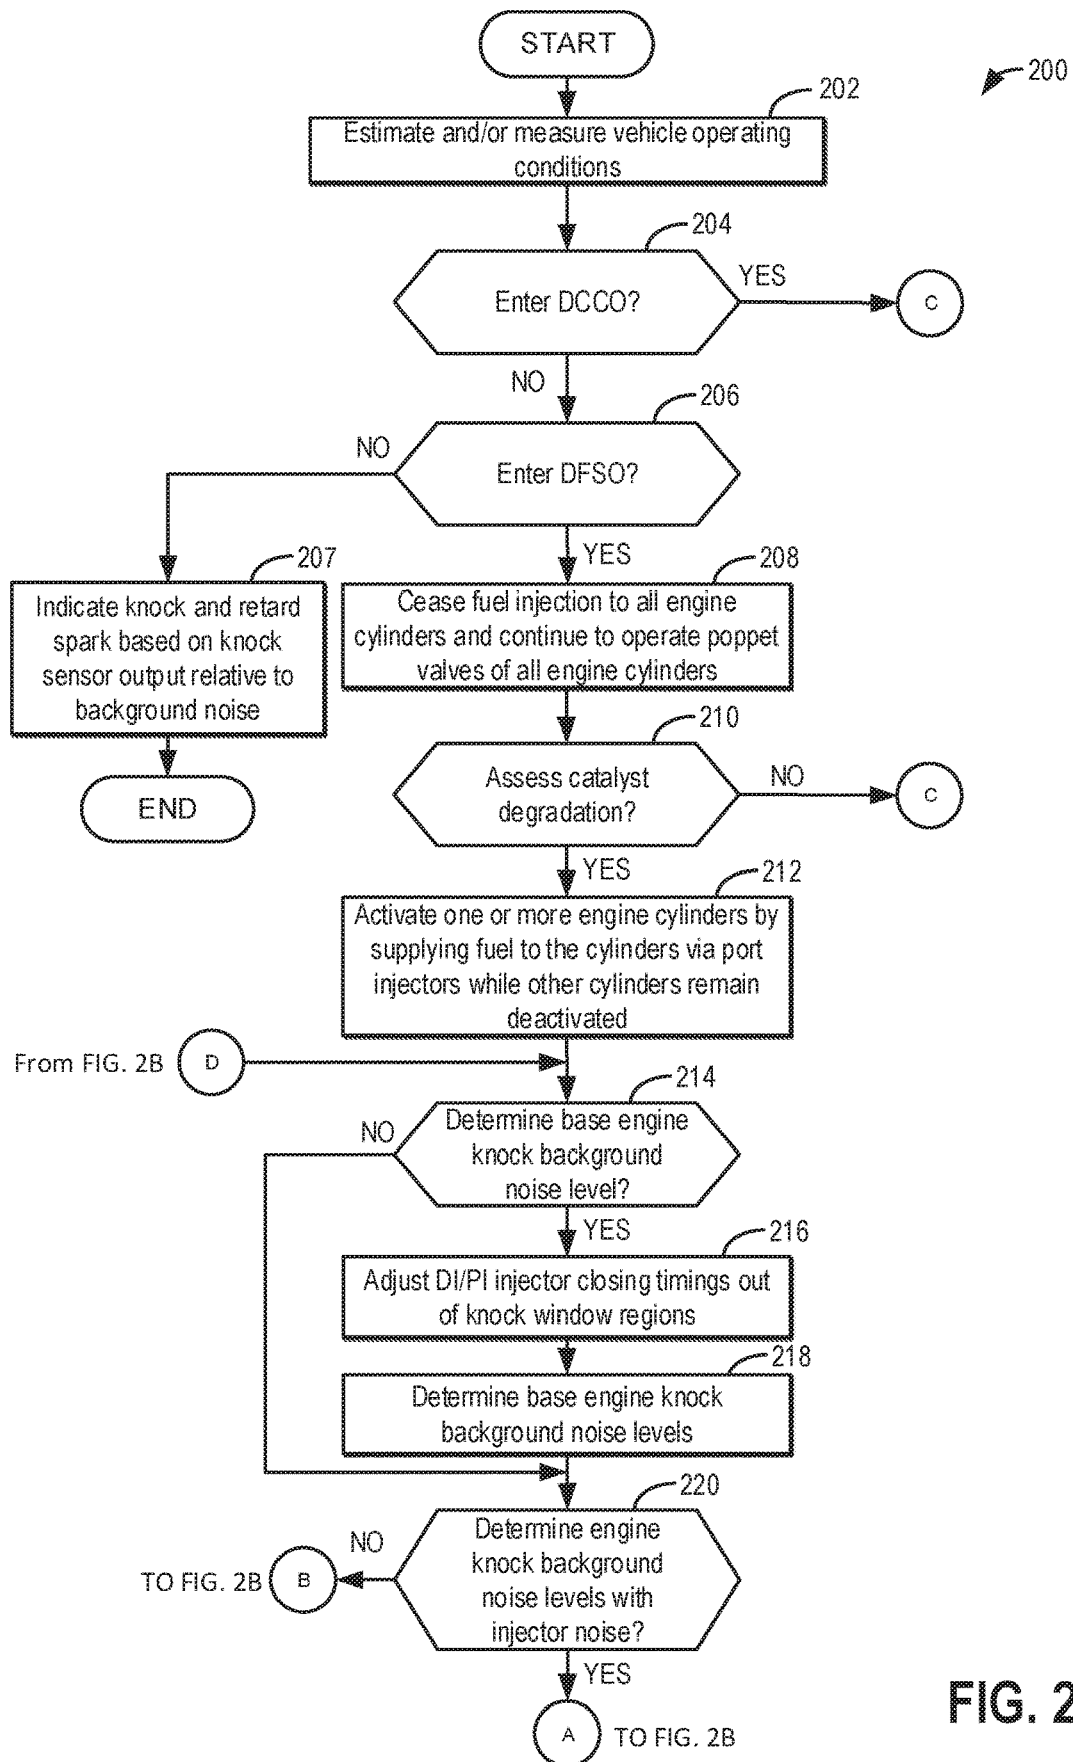 START
200
202
Estimate and/or measure vehicle operating
conditions
204
Enter DCCO?
YES
C
NO
206
NO
Enter DFSO?
YES
207
208
Indicate knock and retard
spark based on knock
sensor output relative to
background noise
Cease fuel injection to all engine
cylinders and continue to operate poppet
valves of all engine cylinders
210
END
Assess catalyst
degradation?
NO
C
YES
212
Activate one or more engine cylinders by
supplying fuel to the cylinders via port
injectors while other cylinders remain
deactivated
From FIG. 2B
D
214
NO
Determine base engine
knock background
noise level?
YES
216
Adjust DI/PI injector closing timings out
of knock window regions
218
Determine base engine knock
background noise levels
220
NO
Determine engine
knock background
noise levels with
injector noise?
TO FIG. 2B
B
YES
A
TO FIG. 2B
FIG. 2